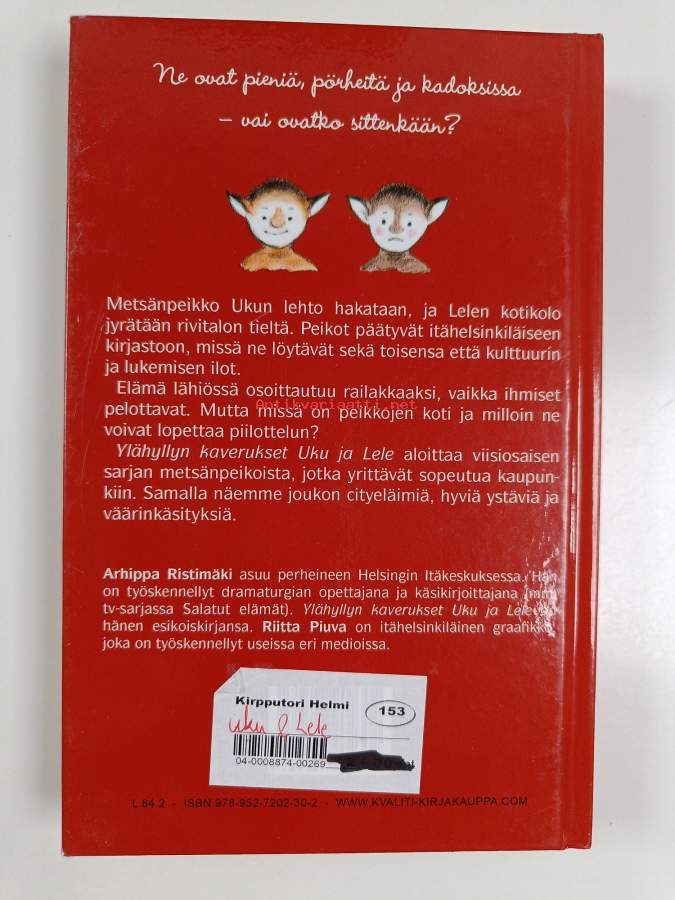 Ne ovat pieniä, pörheitä ja kadoksissa
– vai ovatko sittenkään?
Metsänpeikko Ukun lehto hakataan, ja Lelen kotikolo
jyrätään rivitalon tieltä. Peikot päätyvät itähelsinkiläiseen
kirjastoon, missä ne löytävät sekä toisensa että kulttuurin
ja lukemisen ilot.
Elämä lähiössä osoittautuu railakkaaksi, vaikka ihmiset
Antikvariaatti.net
pelottavat. Mutta missä on peikkojen koti ja milloin ne
voivat lopettaa piilottelun?
Ylähyllyn kaverukset Uku ja Lele aloittaa viisiosaisen
sarjan metsänpeikoista, jotka yrittävät sopeutua kaupun-
kiin. Samalla näemme joukon cityeläimiä, hyviä ystäviä ja
väärinkäsityksiä.
Arhippa Ristimäki asuu perheineen Helsingin Itäkeskuksessa. Hän
on työskennellyt dramaturgian opettajana ja käsikirjoittajana (mm.
tv-sarjassa Salatut elämät). Ylähyllyn kaverukset Uku ja Lele
hänen esikoiskirjansa. Riitta Piuva on itähelsinkiläinen graafikko,
joka on työskennellyt useissa eri medioissa.
Kirpputori Helmi
153
uku & Lele
04-0008874-00269
L 84.2 - ISBN 978-952-7202-30-2 - WWW.KVALITI-KIRJAKAUPPA.COM